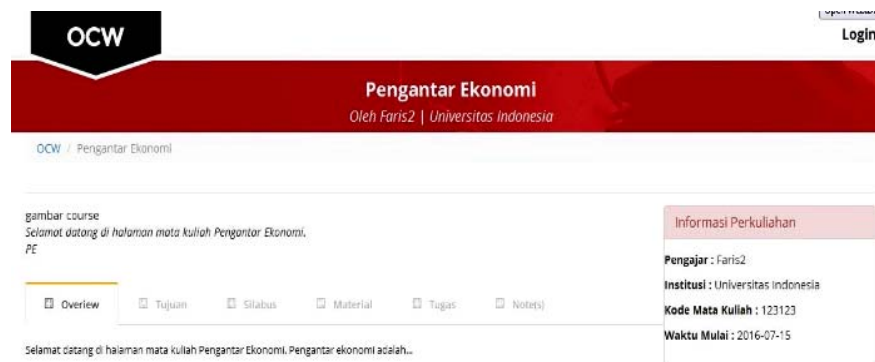 OCW
Login
Pengantar Ekonomi
Oleh Faris2 | Universitas Indonesia
OCW / Pengantar Ekonomi
gambar course
Selamat datang di halaman mata kuliah Pengantar Ekonomi.
PE
Overiew Tujuan Silabus Material Tugas Note(s)
Selamat datang di halaman mata kuliah Pengantar Ekonomi. Pengantar ekonomi adalah...
Informasi Perkuliahan
Pengajar : Faris2
Institusi : Universitas Indonesia
Kode Mata Kuliah : 123123
Waktu Mulai : 2016-07-15